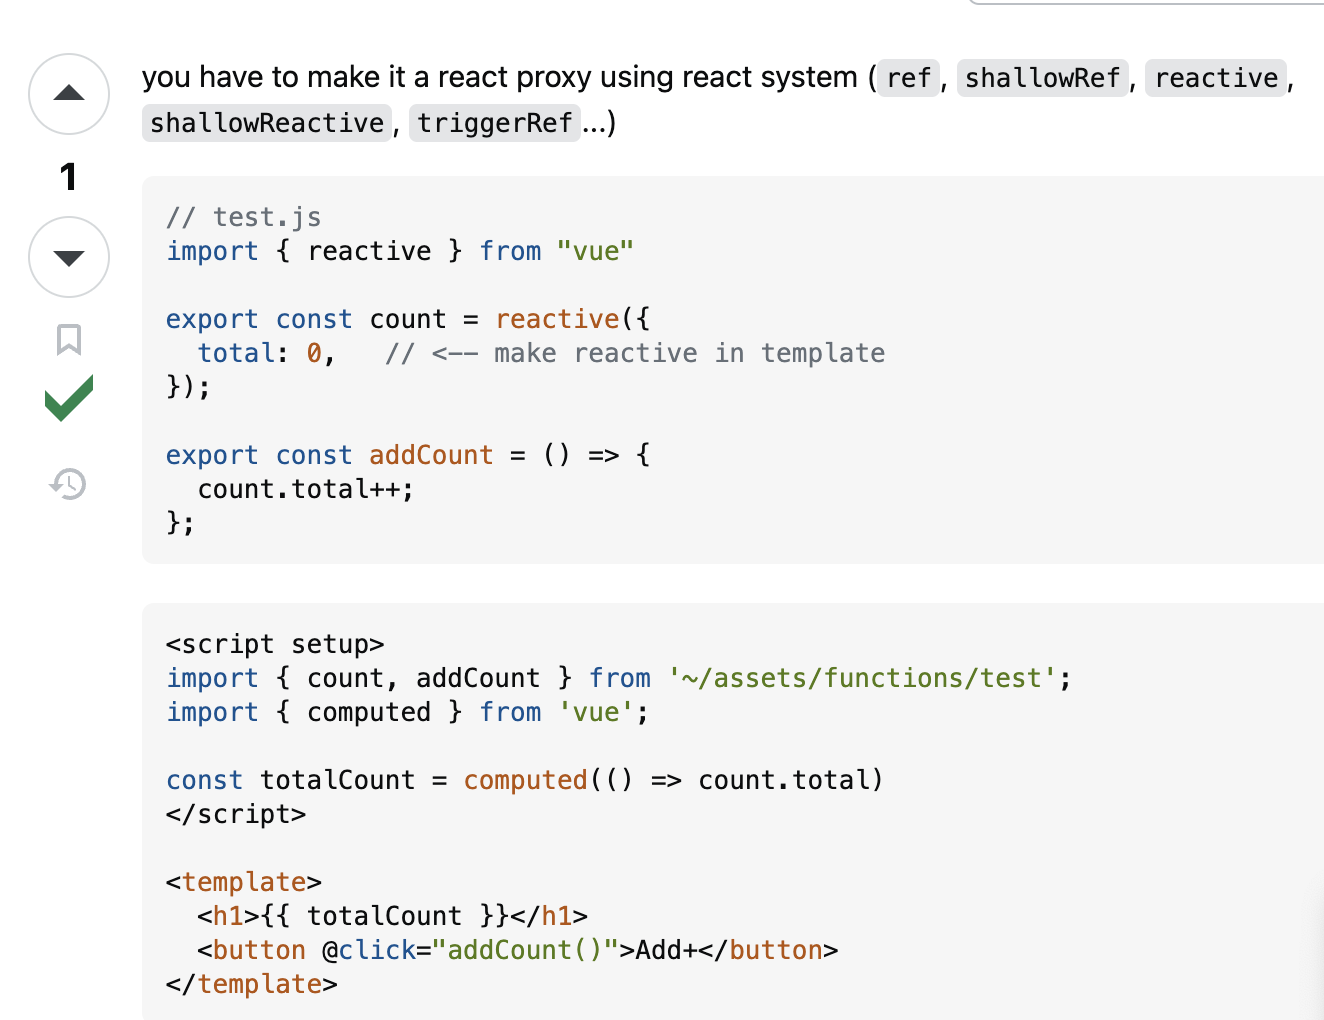 you have to make it a react proxy using react system (ref, shallowRef, reactive,
shallowReactive, triggerRef...)
1
// test.js
import { reactive } from "vue"
export const count = reactive({
  total: 0,   // <-- make reactive in template
});
export const addCount = () => {
  count.total++;
};
<script setup>
import { count, addCount } from '~/assets/functions/test';
import { computed } from 'vue';
const totalCount = computed(() => count.total)
</script>
<template>
  <h1>{{ totalCount }}</h1>
  <button @click="addCount()">Add+</button>
</template>